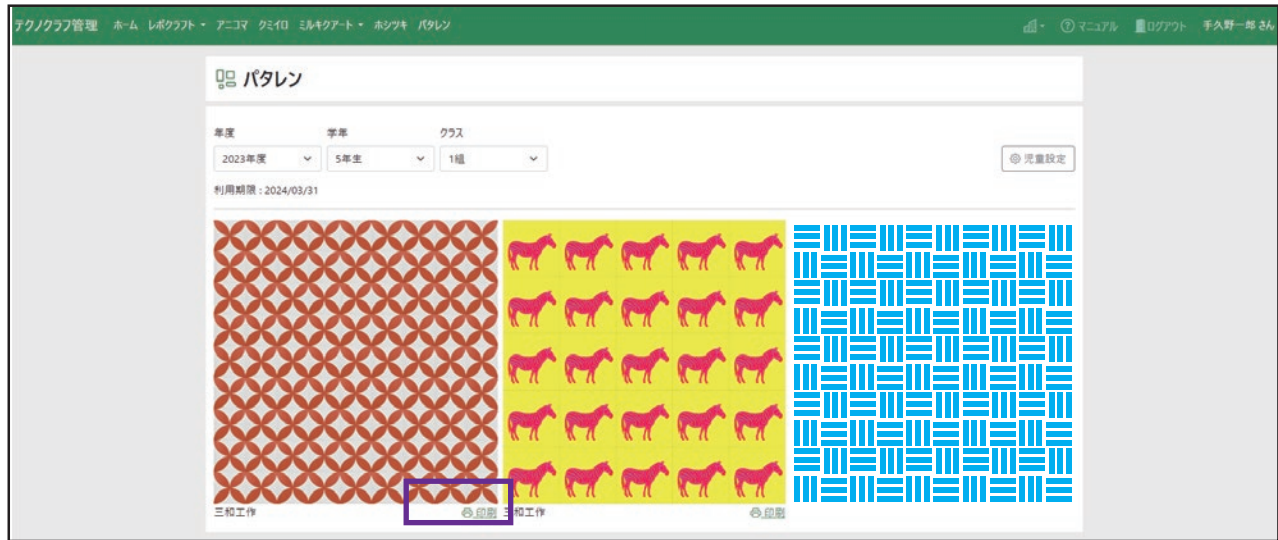 テクノクラフ管理 ホーム レボクラフト アニコマ クミイロ ミルキクアート ホシツキ パタレン マニュアル ログアウト 手久野一郎 さん
パタレン
年度 学年 クラス
2023年度 5年生 1組 児童設定
利用期限 : 2024/03/31
三和工作 印刷 三和工作 印刷